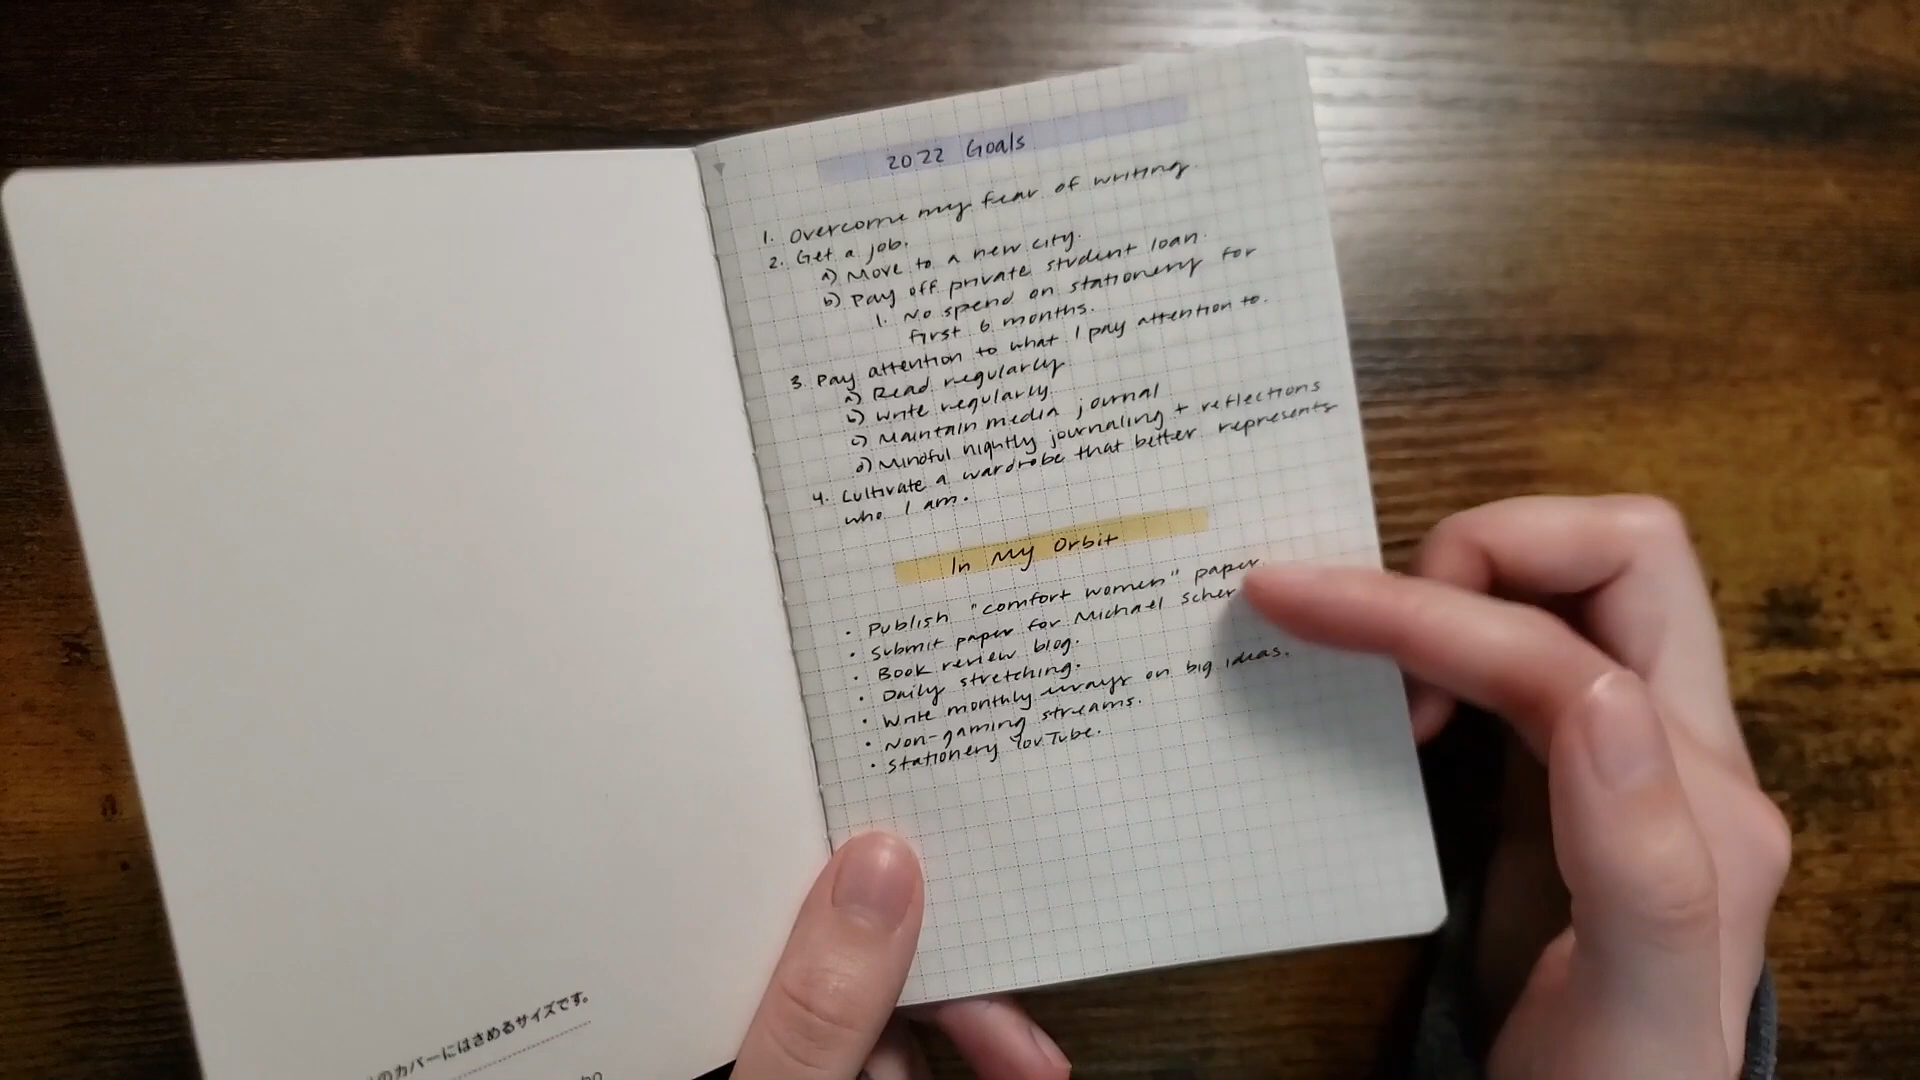 2022 Goals
1. Overcome my fear of writing.
2. Get a job.
a) Move to a new city.
b) Pay off private student loan.
1. No spend on stationery for
first 6 months.
3. Pay attention to what I pay attention to.
a) Read regularly
b) Write regularly
c) Maintain media journal
d) Mindful nightly journaling + reflections
4. Cultivate a wardrobe that better represents
who I am.
In My Orbit
• Publish "comfort women" paper.
• Submit paper for Michael Scher
• Book review blog.
• Daily stretching.
• Write monthly essays on big ideas.
• Non-gaming streams.
• Stationery YouTube.
のカバーにはさめるサイズです。